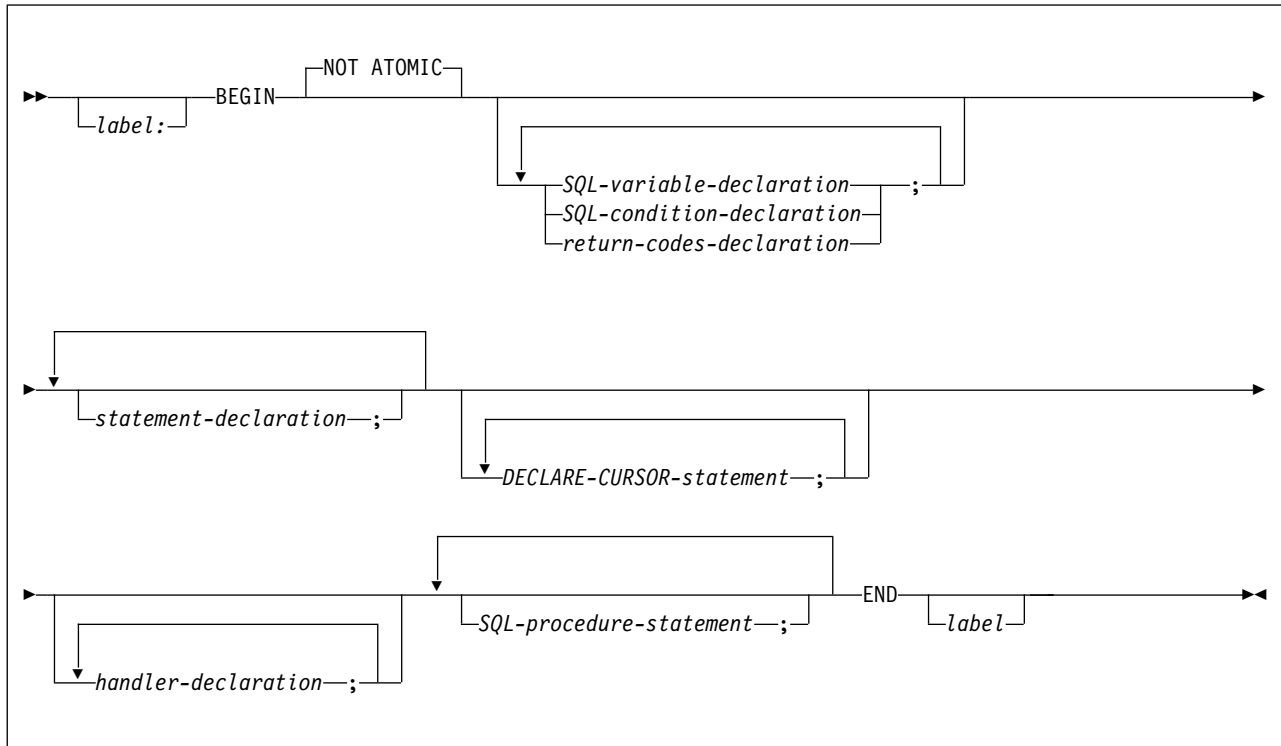 NOT ATOMIC
BEGIN
label:
SQL-variable-declaration ;
SQL-condition-declaration
return-codes-declaration
statement-declaration ;
DECLARE-CURSOR-statement ;
END
SQL-procedure-statement ;
label
handler-declaration ;